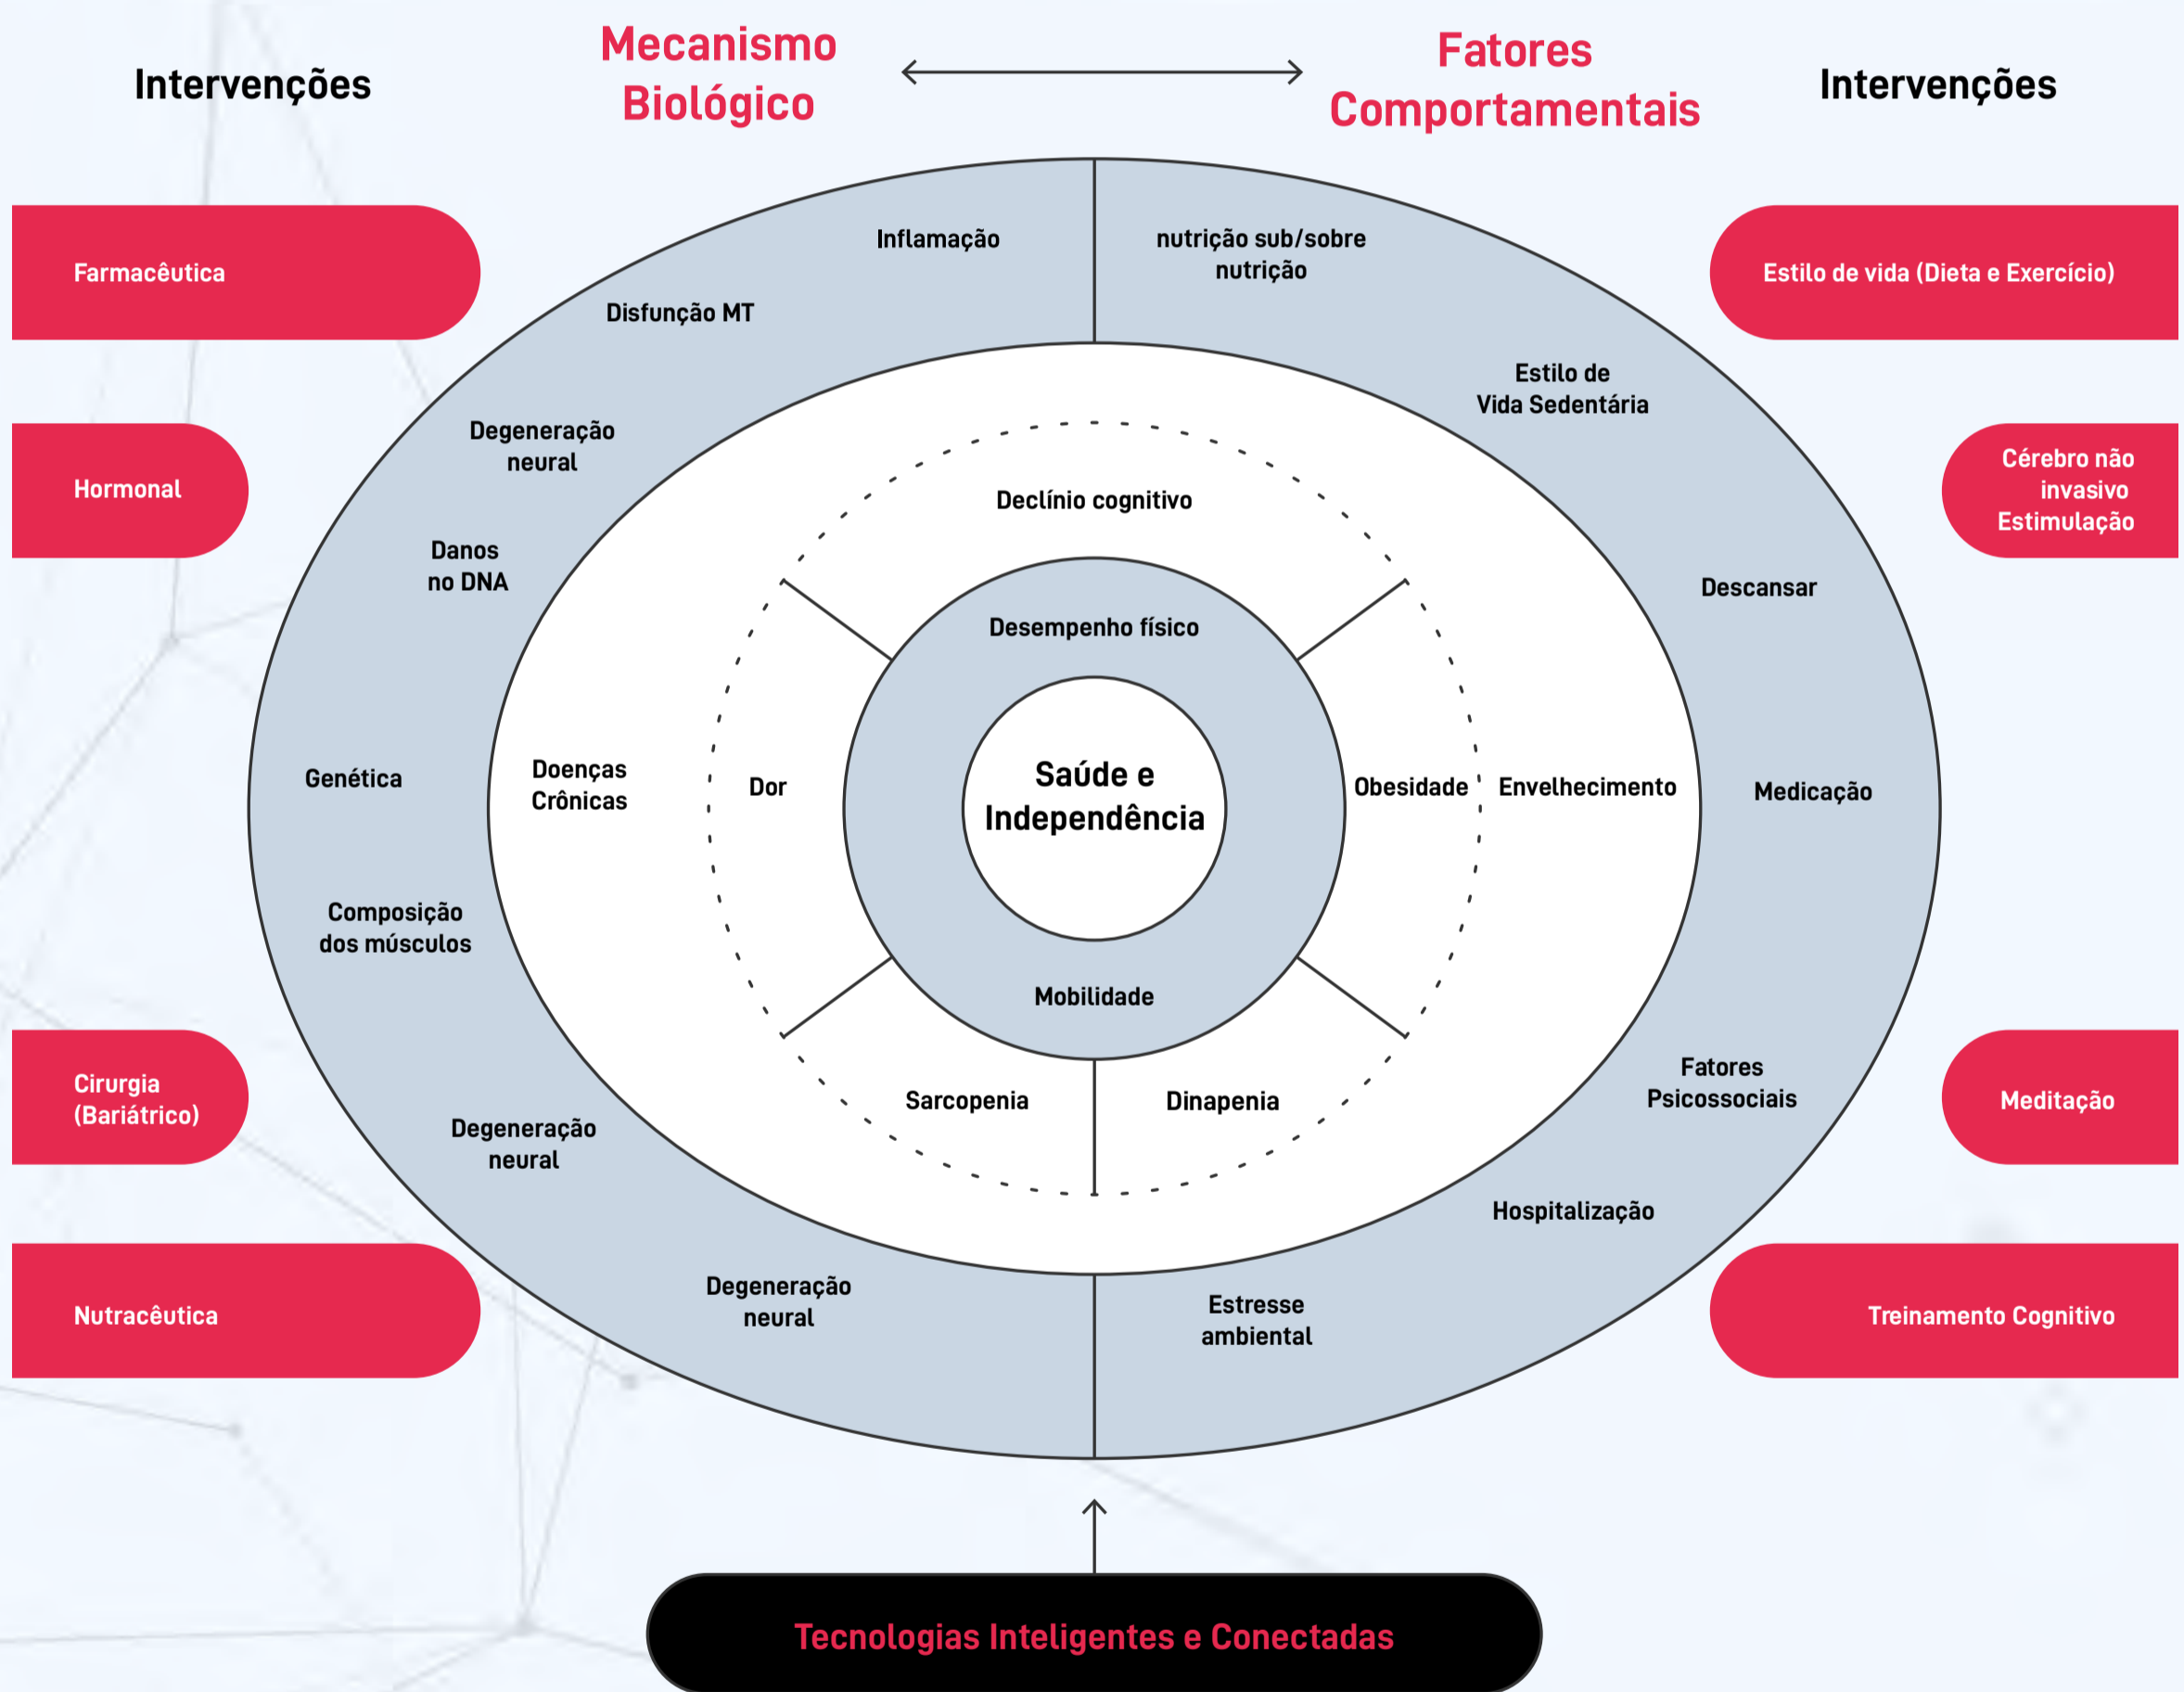 Intervenções
Mecanismo
Biológico
Fatores
Comportamentais
Intervenções
Farmacêutica
Hormonal
Cirurgia
(Bariátrico)
Nutracêutica
Inflamação
Disfunção MT
Degeneração
neural
Danos
no DNA
Genética
Composição
dos músculos
Degeneração
neural
Degeneração
neural
nutrição sub/sobre
nutrição
Estilo de
Vida Sedentária
Descansar
Medicação
Fatores
Psicossociais
Hospitalização
Estresse
ambiental
Doenças
Crônicas
Envelhecimento
Declínio cognitivo
Dor
Obesidade
Sarcopenia
Dinapenia
Desempenho físico
Mobilidade
Saúde e
Independência
Estilo de vida (Dieta e Exercício)
Cérebro não
invasivo
Estimulação
Meditação
Treinamento Cognitivo
Tecnologias Inteligentes e Conectadas